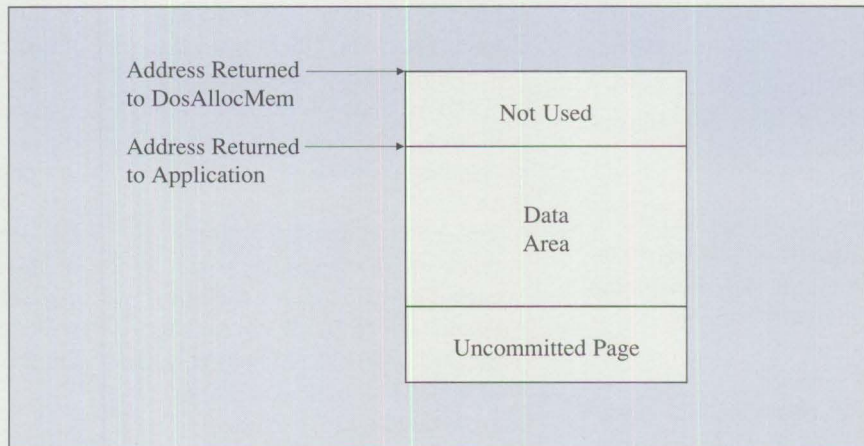 Address Returned
to DosAllocMem
Not Used
Address Returned
to Application
Data
Area
Uncommitted Page